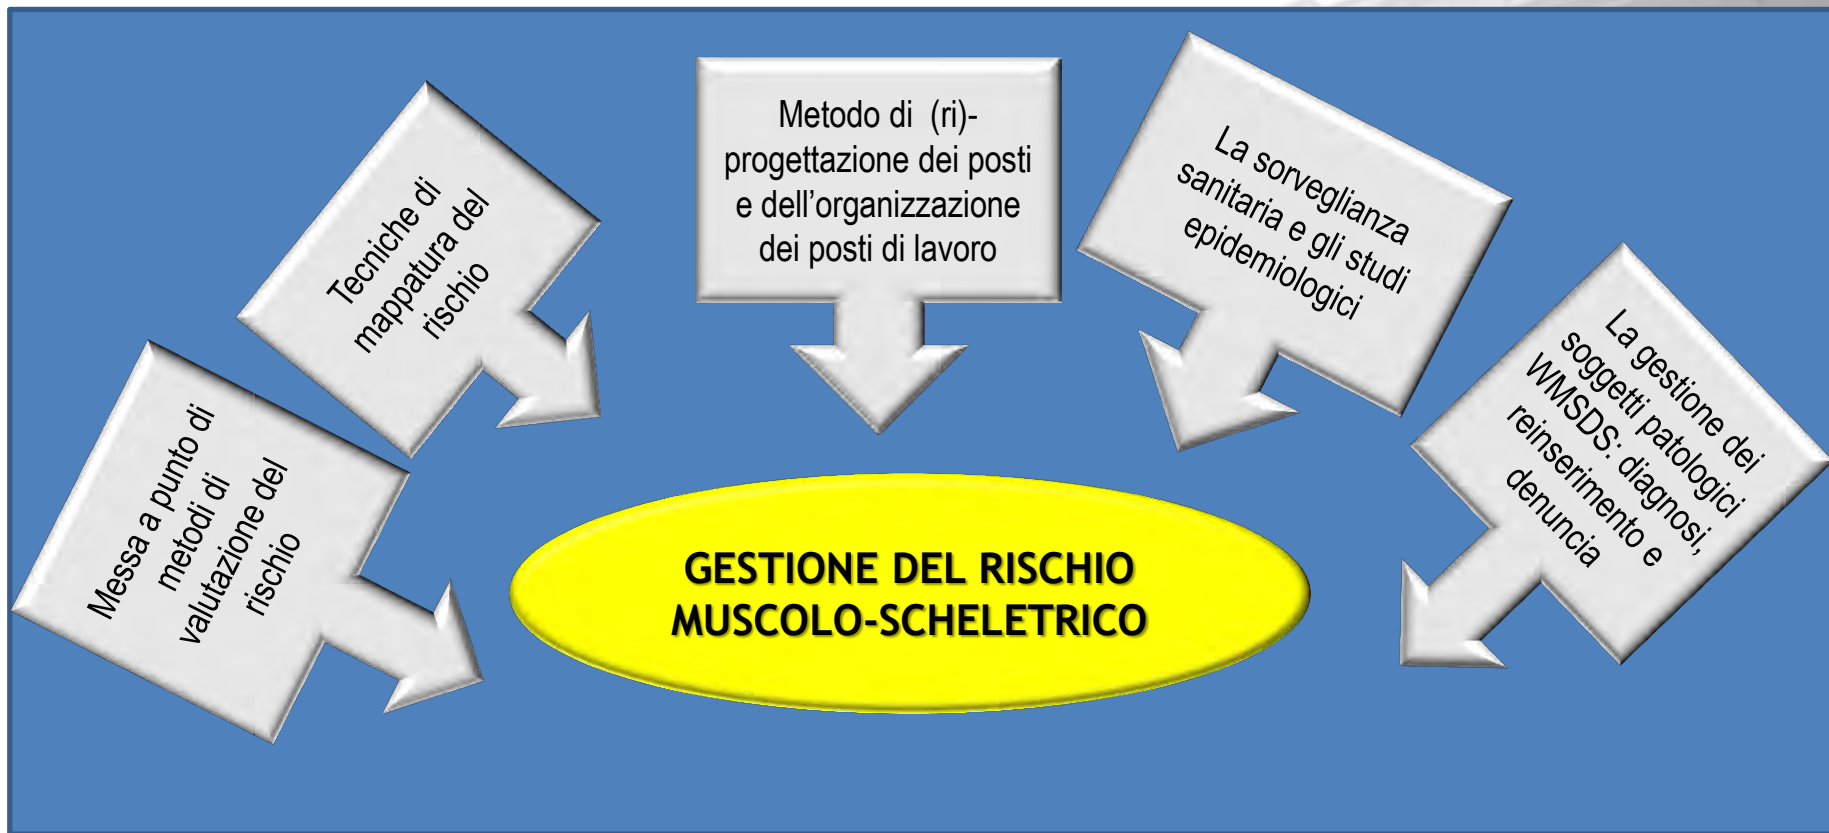 Messa a punto di
metodi di
valutazione del
rischio
Tecniche di
mappatura del
rischio
Metodo di (ri)-
progettazione dei posti
e dell’organizzazione
dei posti di lavoro
La sorveglianza
sanitaria e gli studi
epidemiologici
La gestione dei
soggetti patologici
WMSDS: diagnosi,
reinserimento e
denuncia
GESTIONE DEL RISCHIO
MUSCOLO-SCHELETRICO